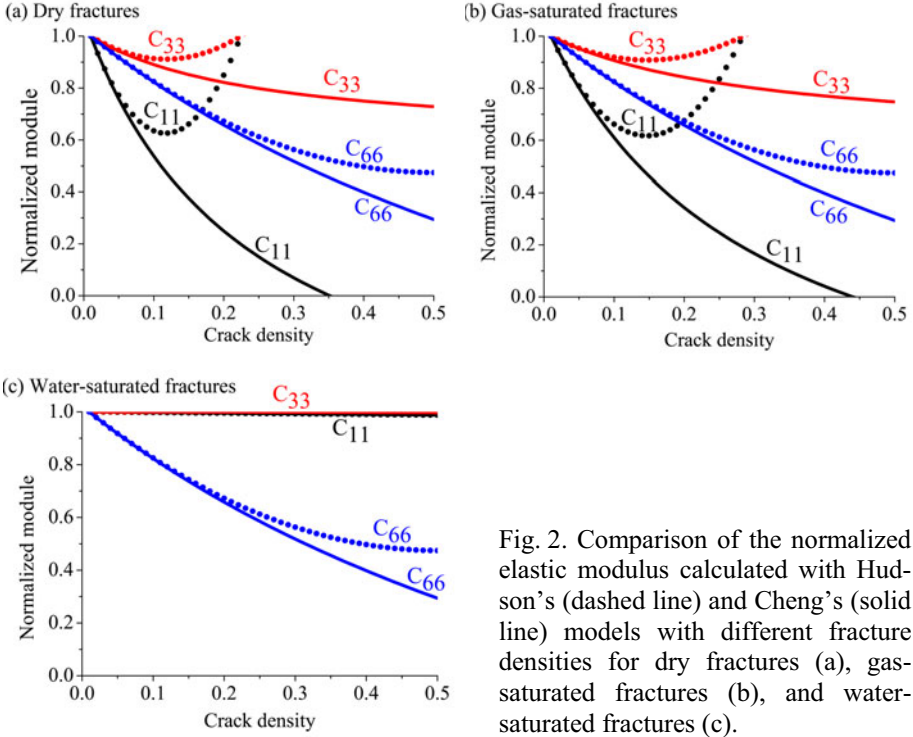 (a) Dry fractures
Normalized module
1.0
0.8
0.6
0.4
0.2
0.0
C33
C33
C11
C66
C66
C11
0.0 0.1 0.2 0.3 0.4 0.5
Crack density
(b) Gas-saturated fractures
Normalized module
1.0
0.8
0.6
0.4
0.2
0.0
C33
C33
C11
C66
C66
C11
0.0 0.1 0.2 0.3 0.4 0.5
Crack density
(c) Water-saturated fractures
Normalized module
1.0
0.8
0.6
0.4
0.2
0.0
C33
C11
C66
C66
0.0 0.1 0.2 0.3 0.4 0.5
Crack density
Fig. 2. Comparison of the normalized
elastic modulus calculated with Hud-
son's (dashed line) and Cheng's (solid
line) models with different fracture
densities for dry fractures (a), gas-
saturated fractures (b), and water-
saturated fractures (c).